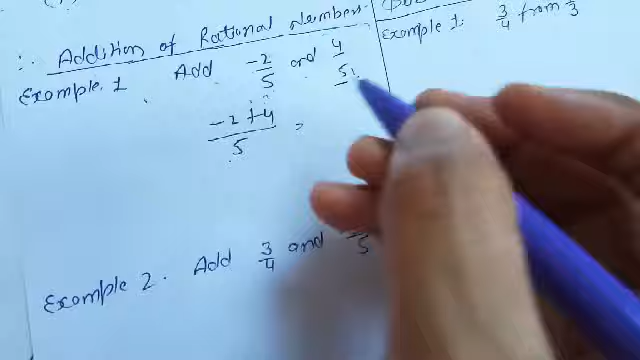 ∴ Addition of Rational Numbers.
Example 1 Add -2/5 and 4/5
-2+4/5 =
Example 2. Add 3/4 and /5
Example 1: 3/4 from /3